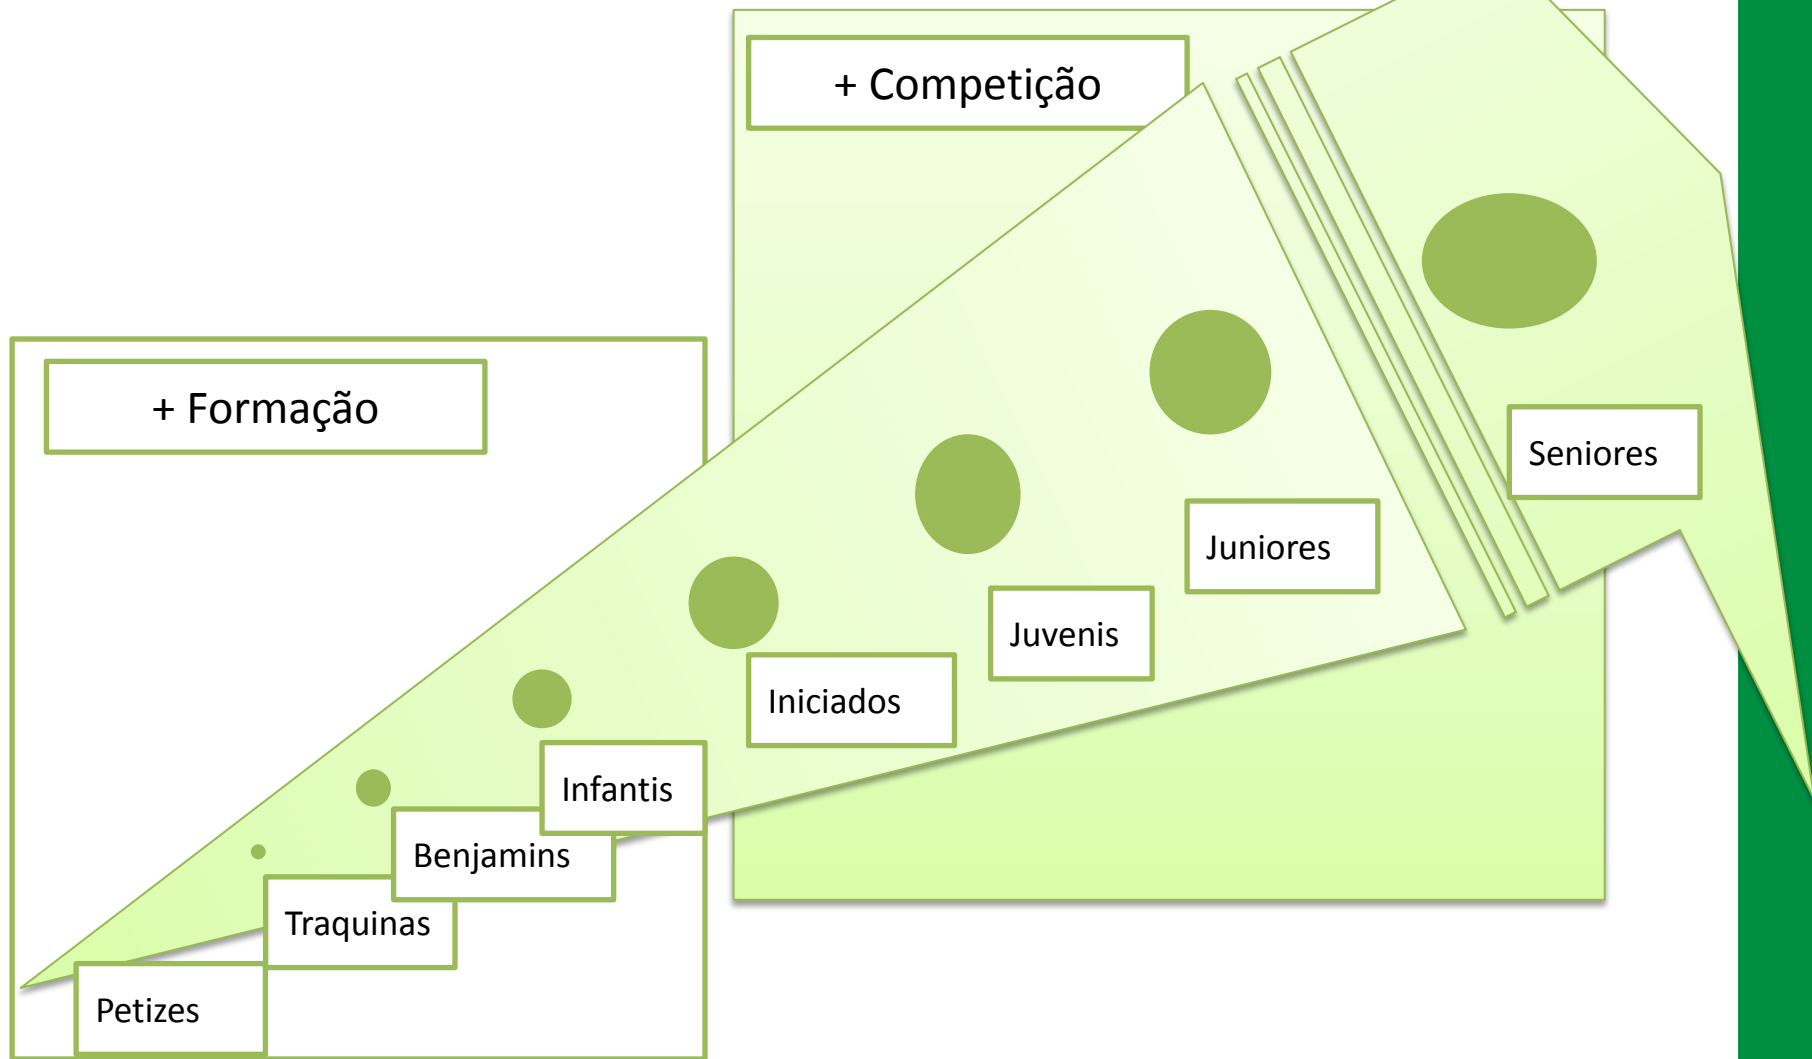 + Competição
+ Formação
Seniores
Juniores
Juvenis
Iniciados
Infantis
Benjamins
Traquinas
Petizes